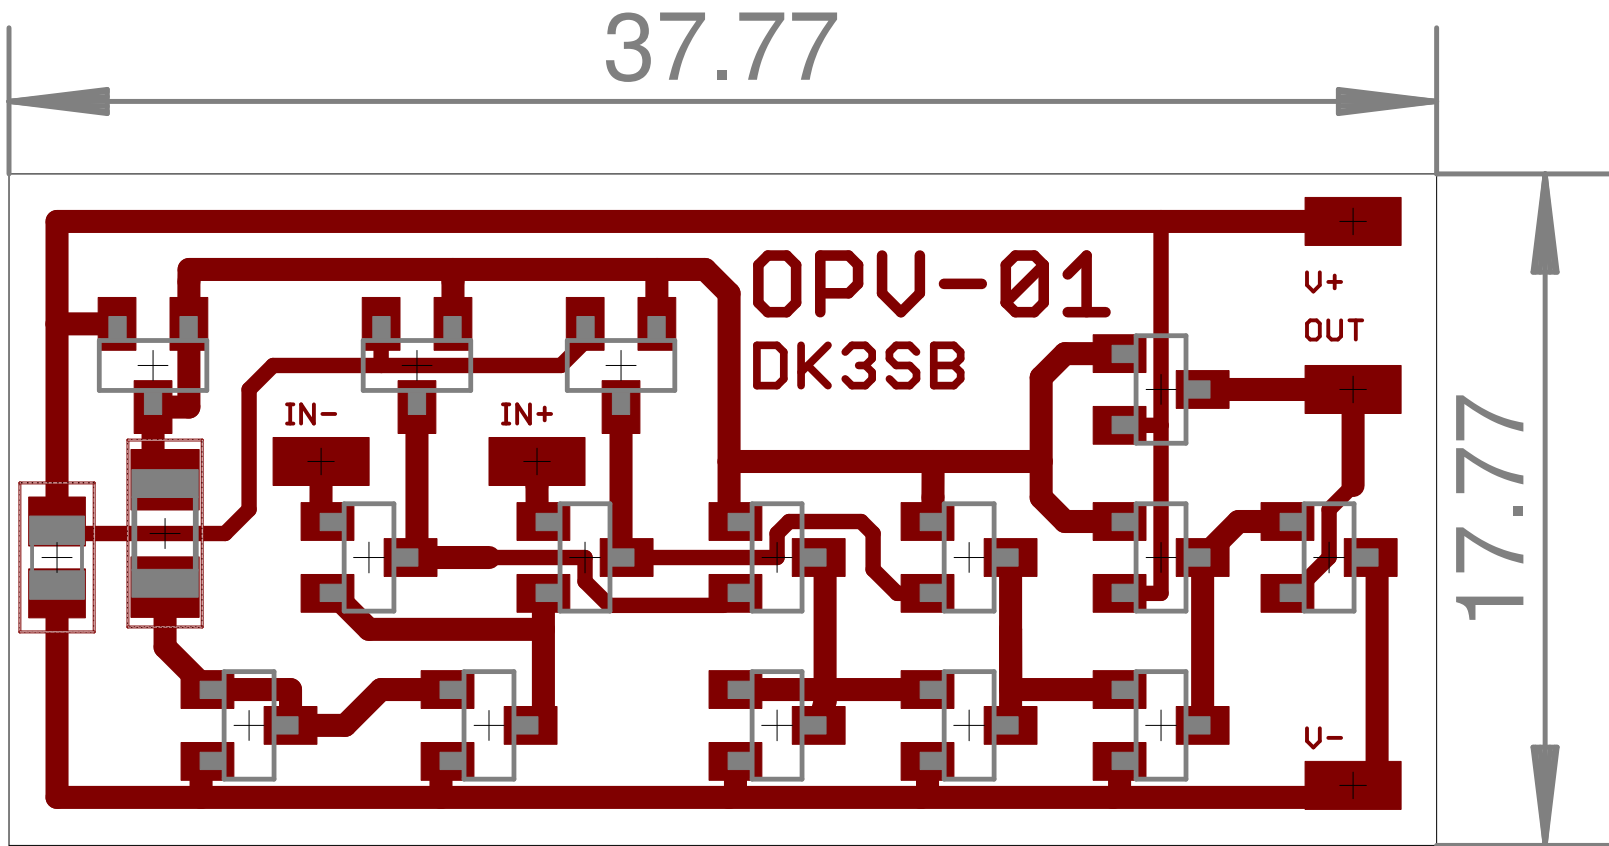 37.77
OPV-01
V+
OUT
DK3SB
IN-
IN+
17.77
V-